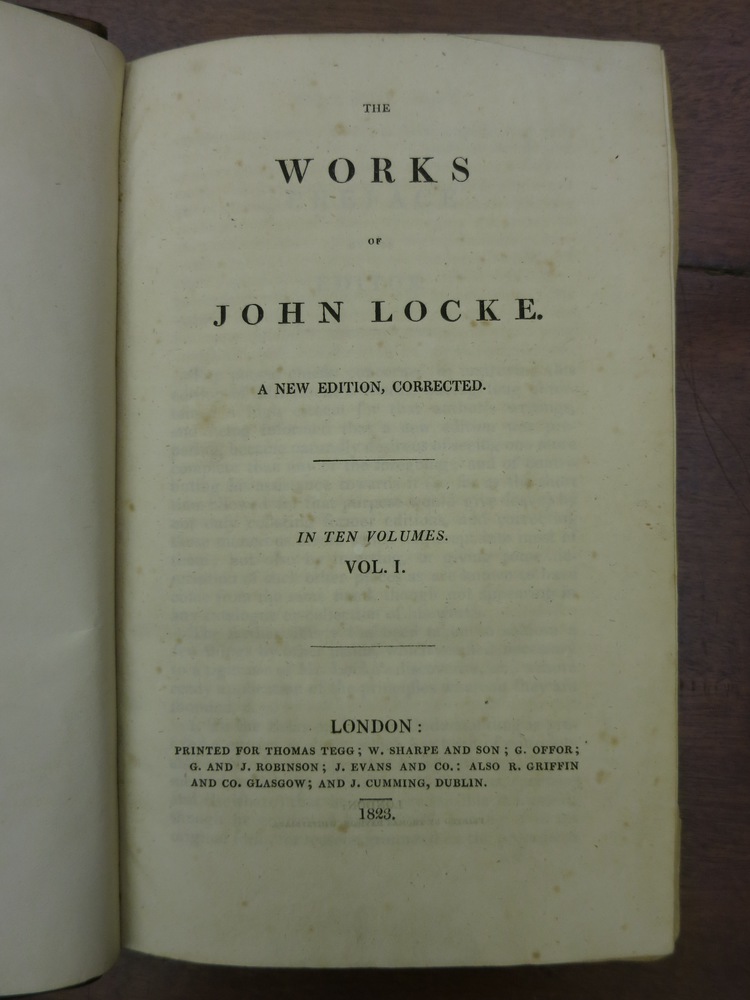 THE
WORKS
OF
JOHN LOCKE.
A NEW EDITION, CORRECTED.
IN TEN VOLUMES.
VOL. I.
LONDON:
PRINTED FOR THOMAS TEGG; W. SHARPE AND SON; G. OFFOR;
G. AND J. ROBINSON; J. EVANS AND CO.: ALSO R. GRIFFIN
AND CO. GLASGOW; AND J. CUMMING, DUBLIN.
1823.